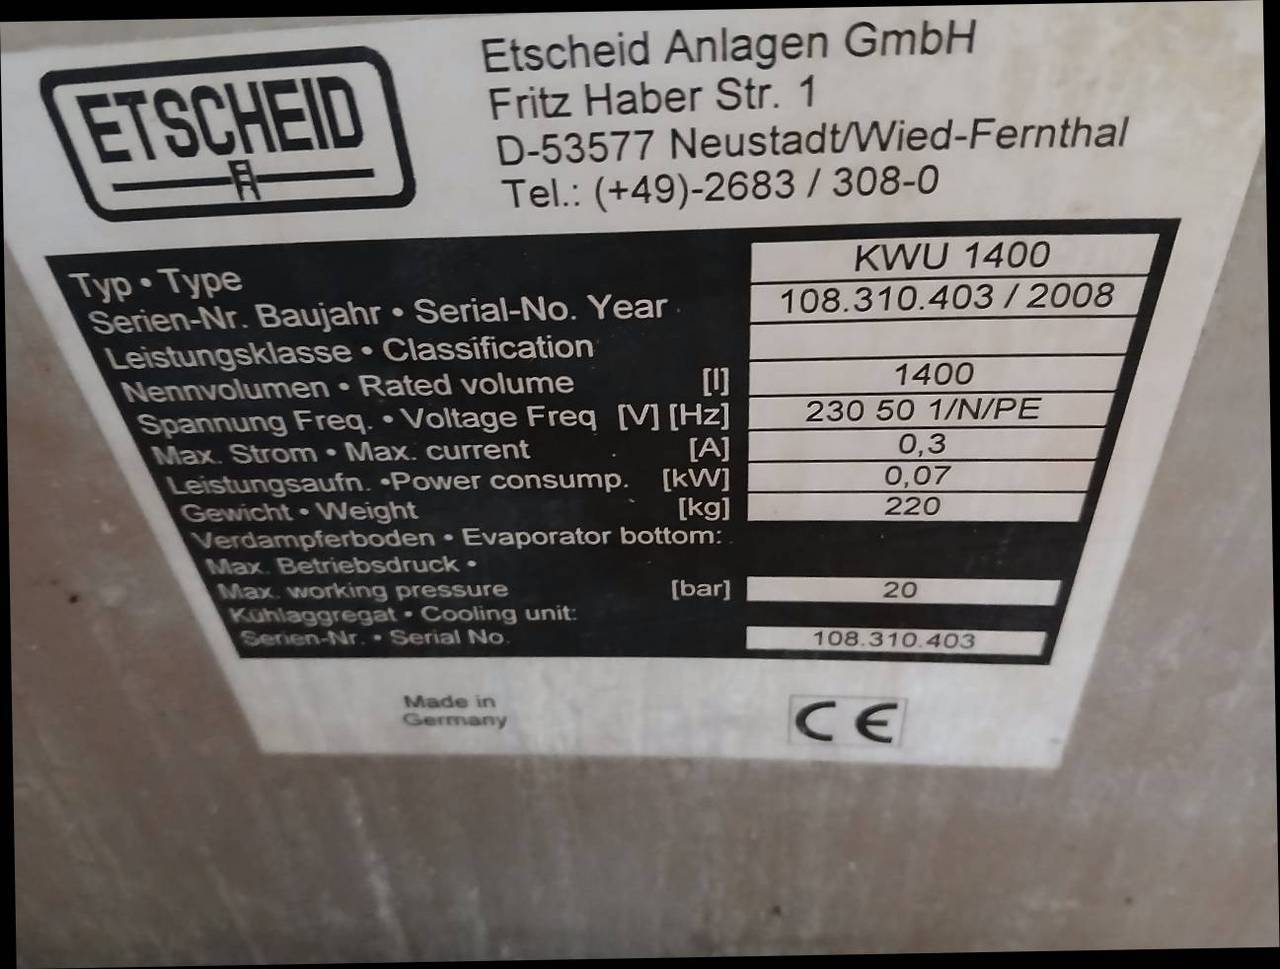 ETSCHEID
Etscheid Anlagen GmbH
Fritz Haber Str. 1
D-53577 Neustadt/Wied-Fernthal
Tel.: (+49)-2683 / 308-0
Typ • Type KWU 1400
Serien-Nr. Baujahr • Serial-No. Year 108.310.403 / 2008
Leistungsklasse • Classification
Nennvolumen • Rated volume [l] 1400
Spannung Freq. • Voltage Freq [V] [Hz] 230 50 1/N/PE
Max. Strom • Max. current [A] 0,3
Leistungsaufn. •Power consump. [kW] 0,07
Gewicht • Weight [kg] 220
Verdampferboden • Evaporator bottom:
Max. Betriebsdruck •
Max. working pressure [bar] 20
Kühlaggregat • Cooling unit:
Serien-Nr. • Serial No. 108.310.403
Made in
Germany
CE